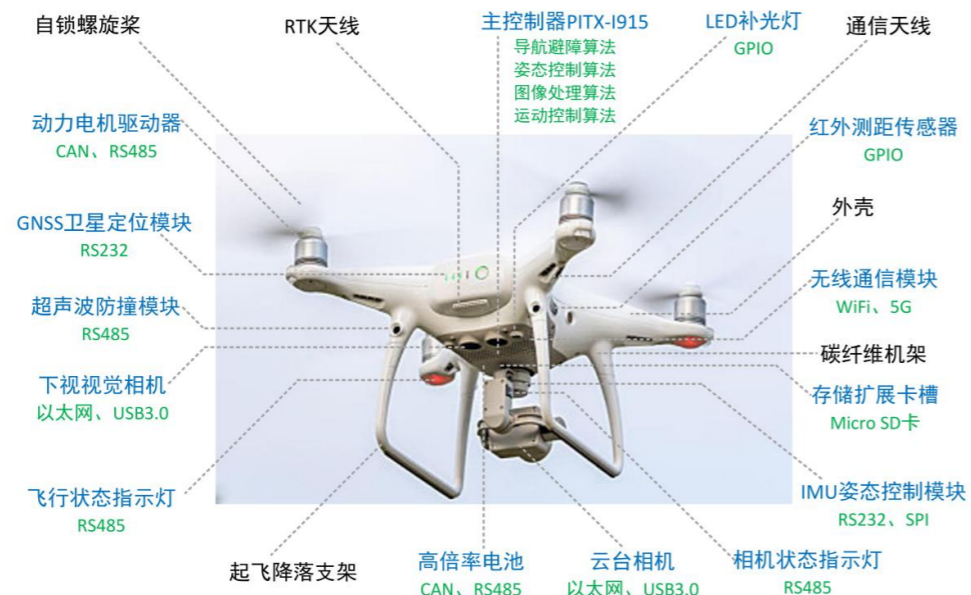 自锁螺旋桨
RTK天线
主控制器PITX-I915
导航避障算法
姿态控制算法
图像处理算法
运动控制算法
LED补光灯
GPIO
通信天线
动力电机驱动器
CAN、RS485
红外测距传感器
GPIO
GNSS卫星定位模块
RS232
外壳
超声波防撞模块
RS485
无线通信模块
WiFi、5G
碳纤维机架
下视视觉相机
以太网、USB3.0
存储扩展卡槽
Micro SD卡
飞行状态指示灯
RS485
IMU姿态控制模块
RS232、SPI
起飞降落支架
高倍率电池
CAN、RS485
云台相机
以太网、USB3.0
相机状态指示灯
RS485